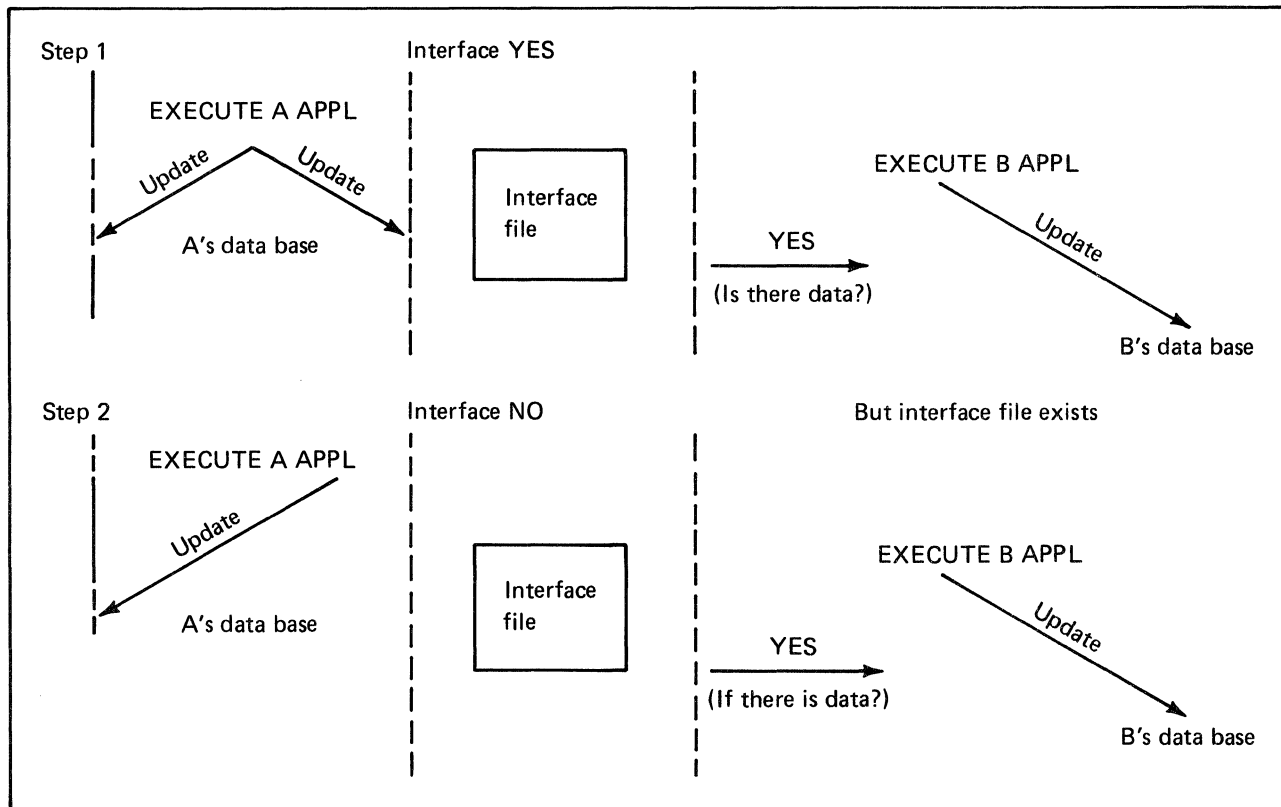 Step 1
Interface YES
EXECUTE A APPL
Update
Update
A's data base
Interface
file
YES
(Is there data?)
EXECUTE B APPL
Update
B's data base
Step 2
Interface NO
But interface file exists
EXECUTE A APPL
Update
A's data base
Interface
file
YES
(If there is data?)
EXECUTE B APPL
Update
B's data base